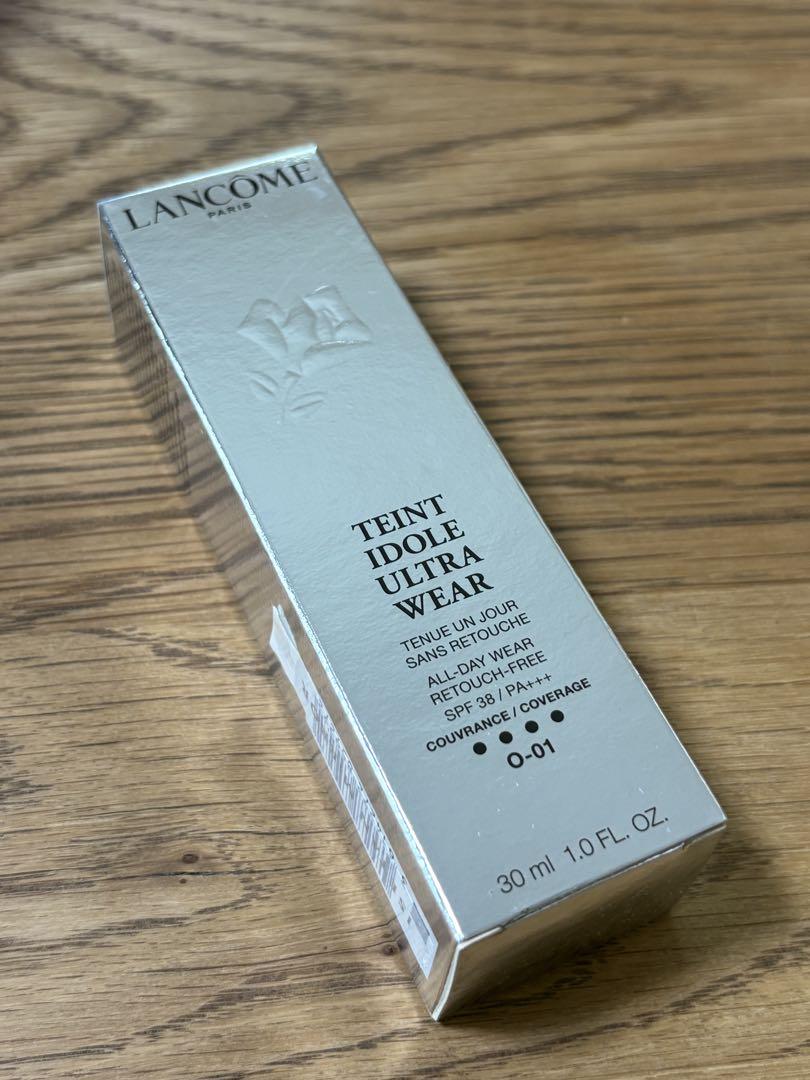 LANCÔME
PARIS
TEINT
IDOLE
ULTRA
WEAR
TENUE UN JOUR
SANS RETOUCHE
ALL-DAY WEAR
RETOUCH-FREE
SPF 38 / PA+++
COUVRANCE / COVERAGE
O-01
30 ml 1.0 FL. OZ.